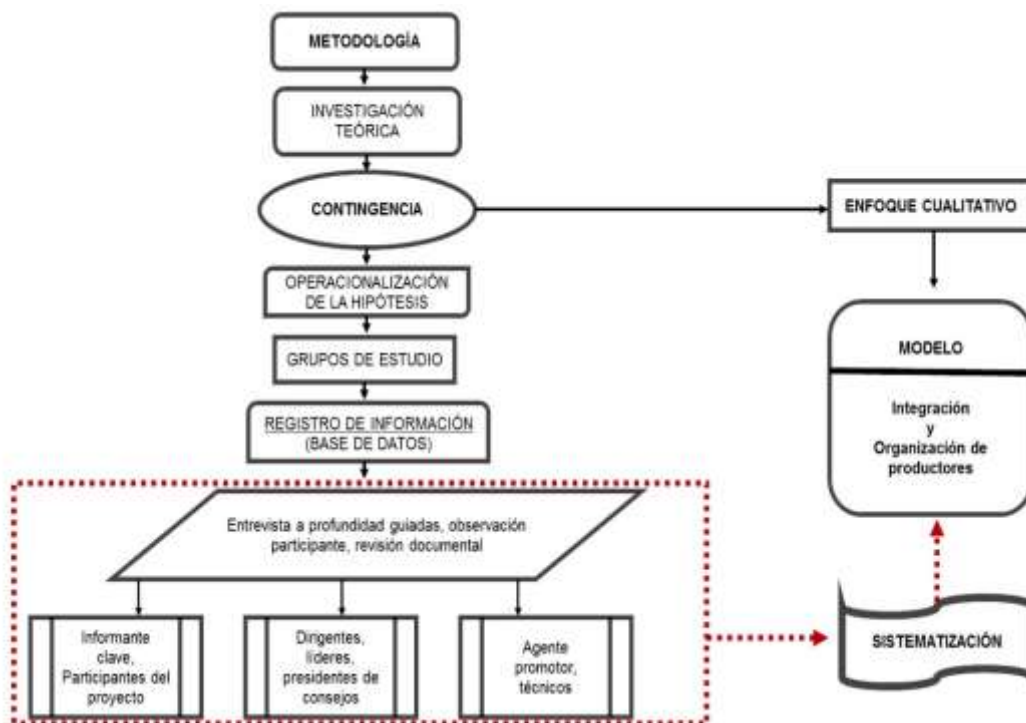 METODOLOGÍA
INVESTIGACIÓN
TEÓRICA
CONTINGENCIA
ENFOQUE CUALITATIVO
OPERACIONALIZACIÓN
DE LA HIPÓTESIS
GRUPOS DE ESTUDIO
REGISTRO DE INFORMACIÓN
(BASE DE DATOS)
MODELO
Integración
y
Organización de
productores
Entrevista a profundidad guiadas, observación
participante, revisión documental
Informante
clave,
Participantes del
proyecto
Dirigentes,
líderes,
presidentes de
consejos
Agente
promotor,
técnicos
SISTEMATIZACIÓN